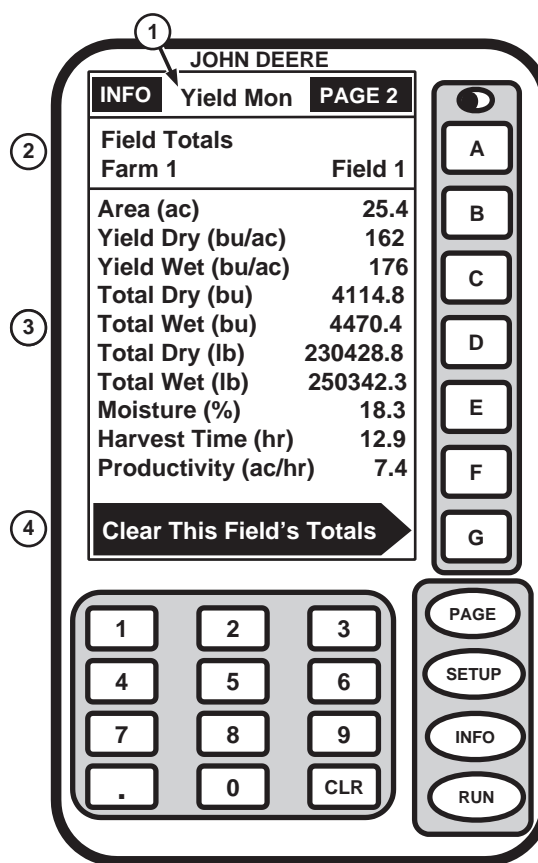 1
JOHN DEERE
INFO Yield Mon PAGE 2
2
Field Totals
Farm 1 Field 1
3
Area (ac) 25.4
Yield Dry (bu/ac) 162
Yield Wet (bu/ac) 176
Total Dry (bu) 4114.8
Total Wet (bu) 4470.4
Total Dry (lb) 230428.8
Total Wet (lb) 250342.3
Moisture (%) 18.3
Harvest Time (hr) 12.9
Productivity (ac/hr) 7.4
4
Clear This Field's Totals
A
B
C
D
E
F
G
1 2 3
4 5 6
7 8 9
. 0 CLR
PAGE
SETUP
INFO
RUN